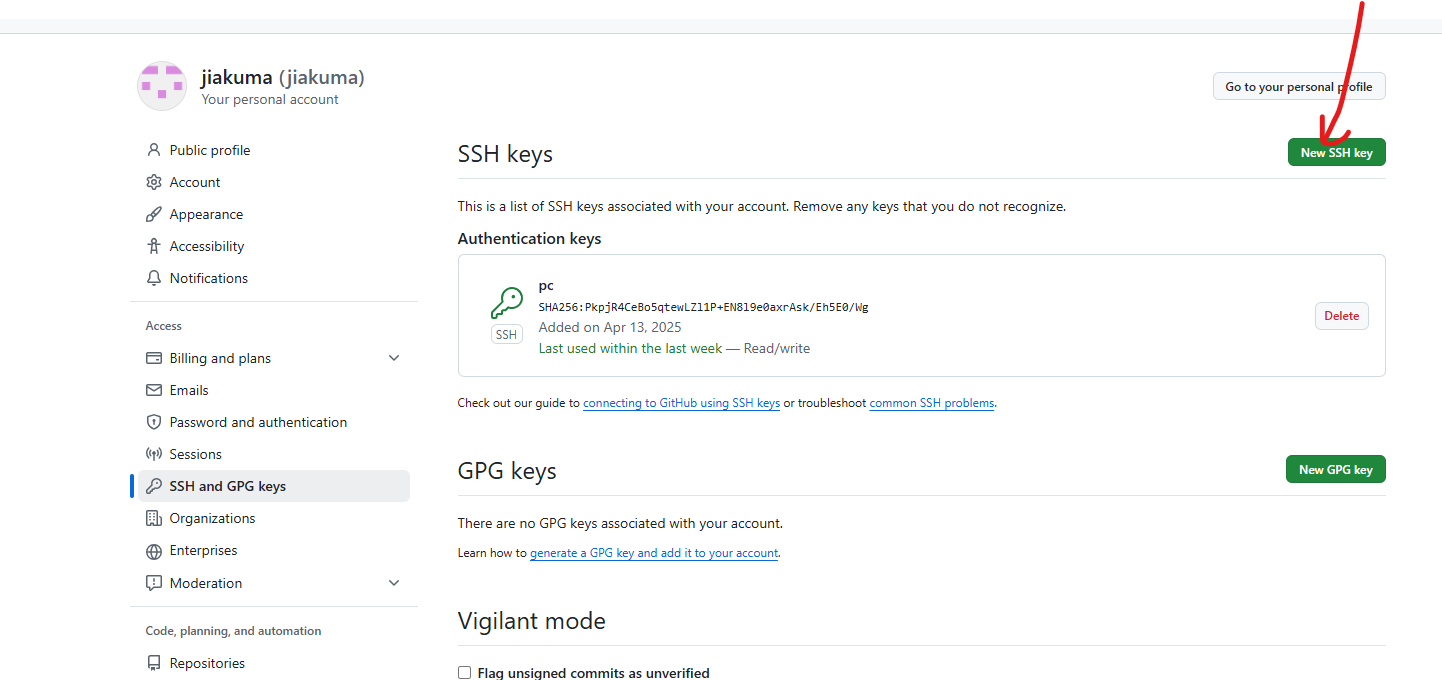 jiakuma (jiakuma)
Your personal account
Go to your personal profile
Public profile
Account
Appearance
Accessibility
Notifications
Access
Billing and plans
Emails
Password and authentication
Sessions
SSH and GPG keys
Organizations
Enterprises
Moderation
Code, planning, and automation
Repositories
SSH keys
New SSH key
This is a list of SSH keys associated with your account. Remove any keys that you do not recognize.
Authentication keys
pc
SHA256:PkpjR4CeBo5qtewLZl1P+EN8l9e0axrAsk/Eh5E0/Wg
Added on Apr 13, 2025
Last used within the last week — Read/write
SSH
Delete
Check out our guide to connecting to GitHub using SSH keys or troubleshoot common SSH problems.
GPG keys
New GPG key
There are no GPG keys associated with your account.
Learn how to generate a GPG key and add it to your account.
Vigilant mode
Flag unsigned commits as unverified